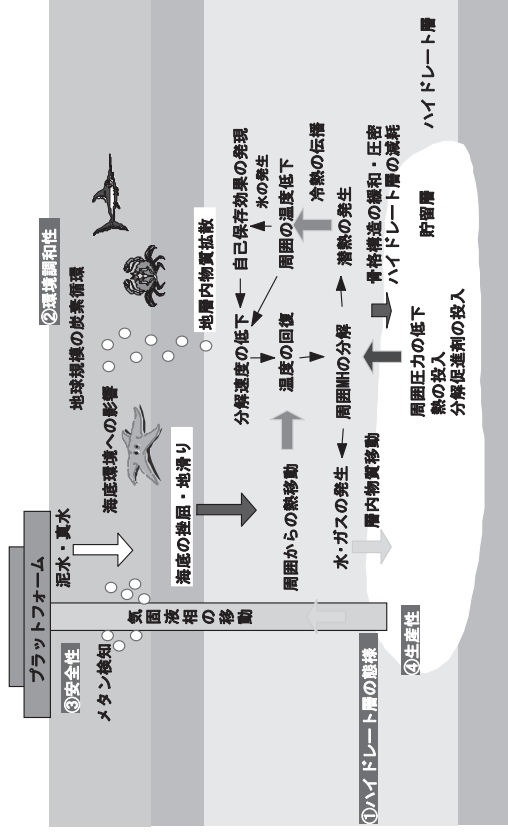 プラットフォーム
③安全性
メタン検知
泥水・真水
気固液相の移動
海底環境への影響
地球規模の炭素循環
②環境調和性
海底の挫屈・地滑り
地層内物質拡散
分解速度の低下
自己保存効果の発現
氷の発生
温度の回復
周囲の温度低下
冷熱の伝播
周囲からの熱移動
周囲MHの分解
潜熱の発生
水・ガスの発生
層内物質移動
骨格構造の緩和・圧密
ハイドレート層の減耗
①ハイドレート層の態様
④生産性
周囲圧力の低下
熱の投入
分解促進剤の投入
貯留層
ハイドレート層